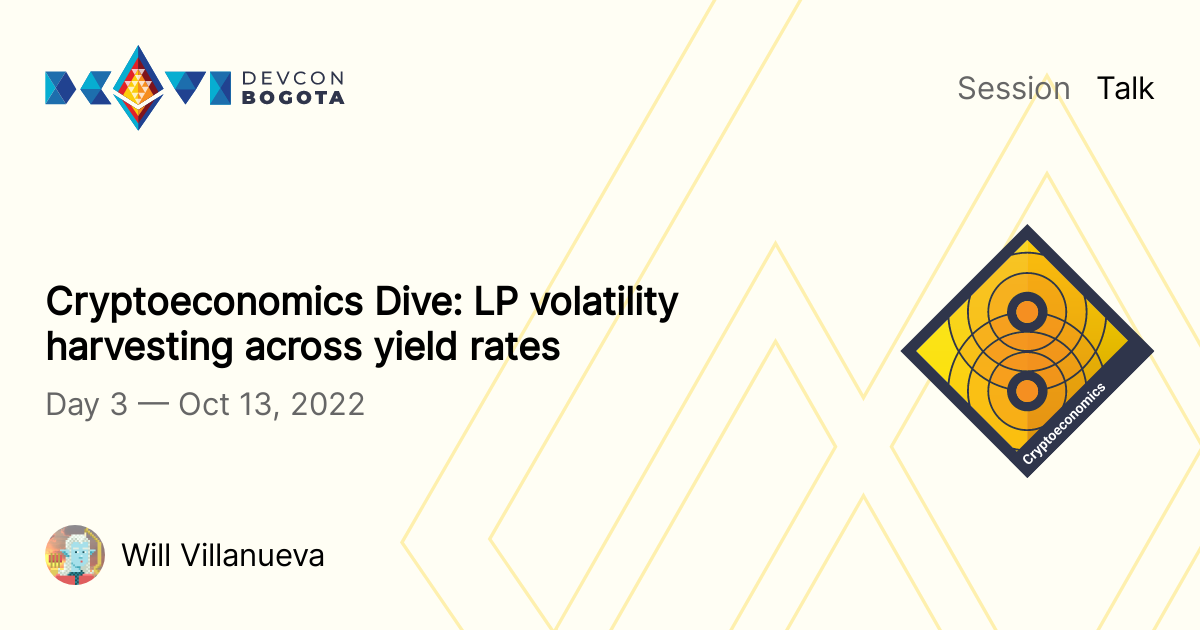 DEVCON
BOGOTA
Session Talk
Cryptoeconomics Dive: LP volatility
harvesting across yield rates
Day 3 — Oct 13, 2022
Cryptoeconomics
Will Villanueva